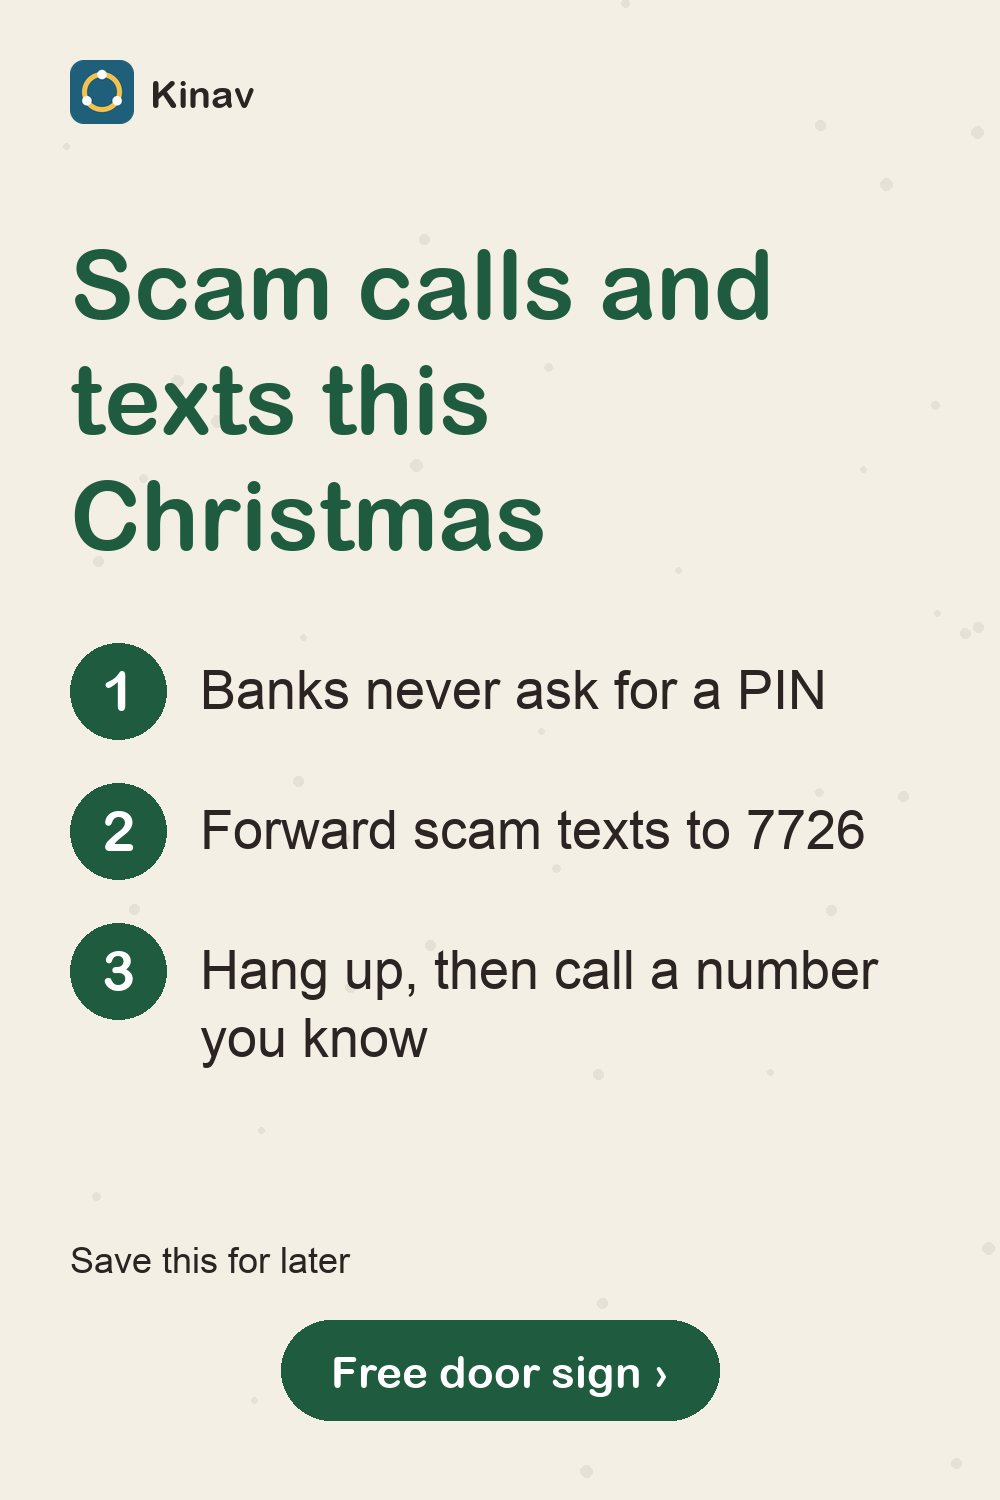 Kinav
Scam calls and
texts this
Christmas
1 Banks never ask for a PIN
2 Forward scam texts to 7726
3 Hang up, then call a number
you know
Save this for later
Free door sign ›